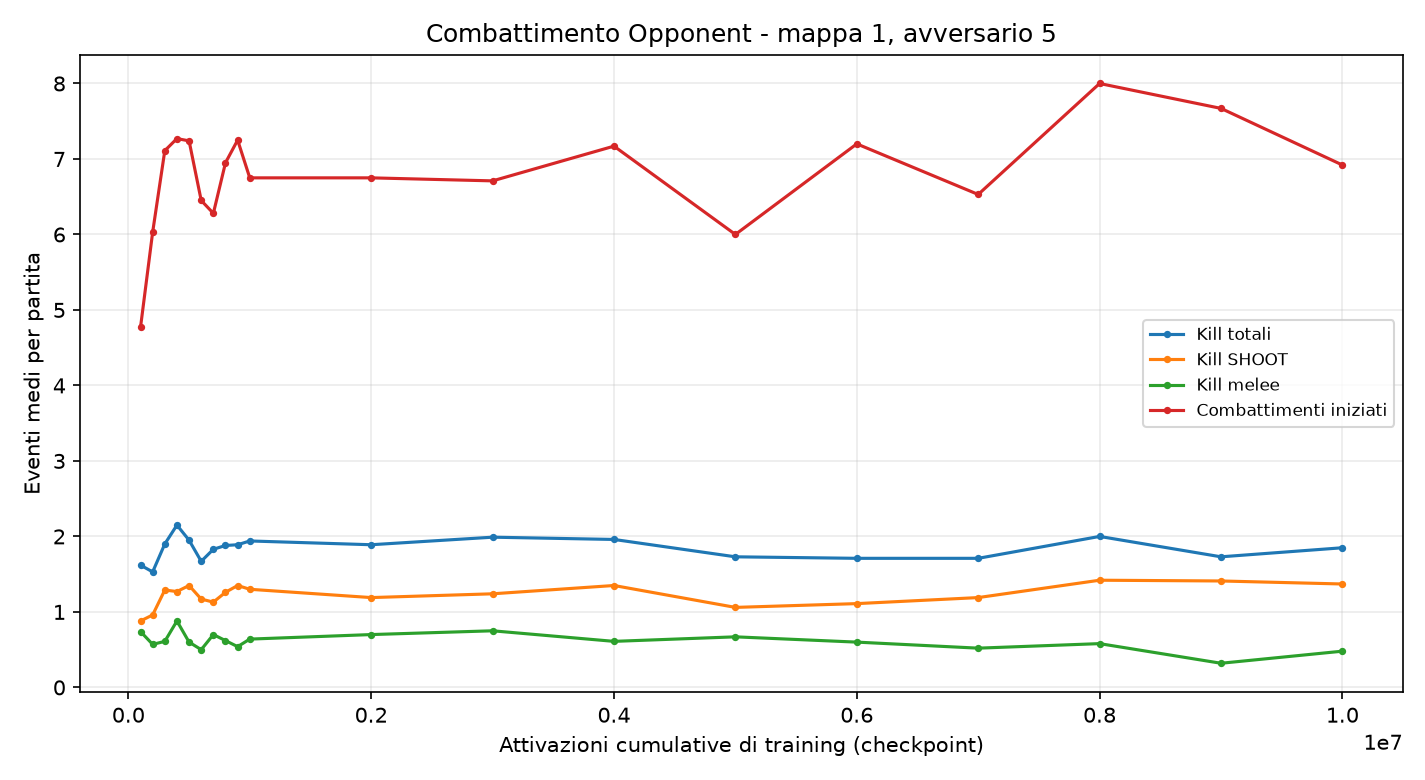 Combattimento Opponent - mappa 1, avversario 5
Eventi medi per partita
8
7
6
5
4
3
2
1
0
Kill totali
Kill SHOOT
Kill melee
Combattimenti iniziati
0.0 0.2 0.4 0.6 0.8 1.0
1e7
Attivazioni cumulative di training (checkpoint)